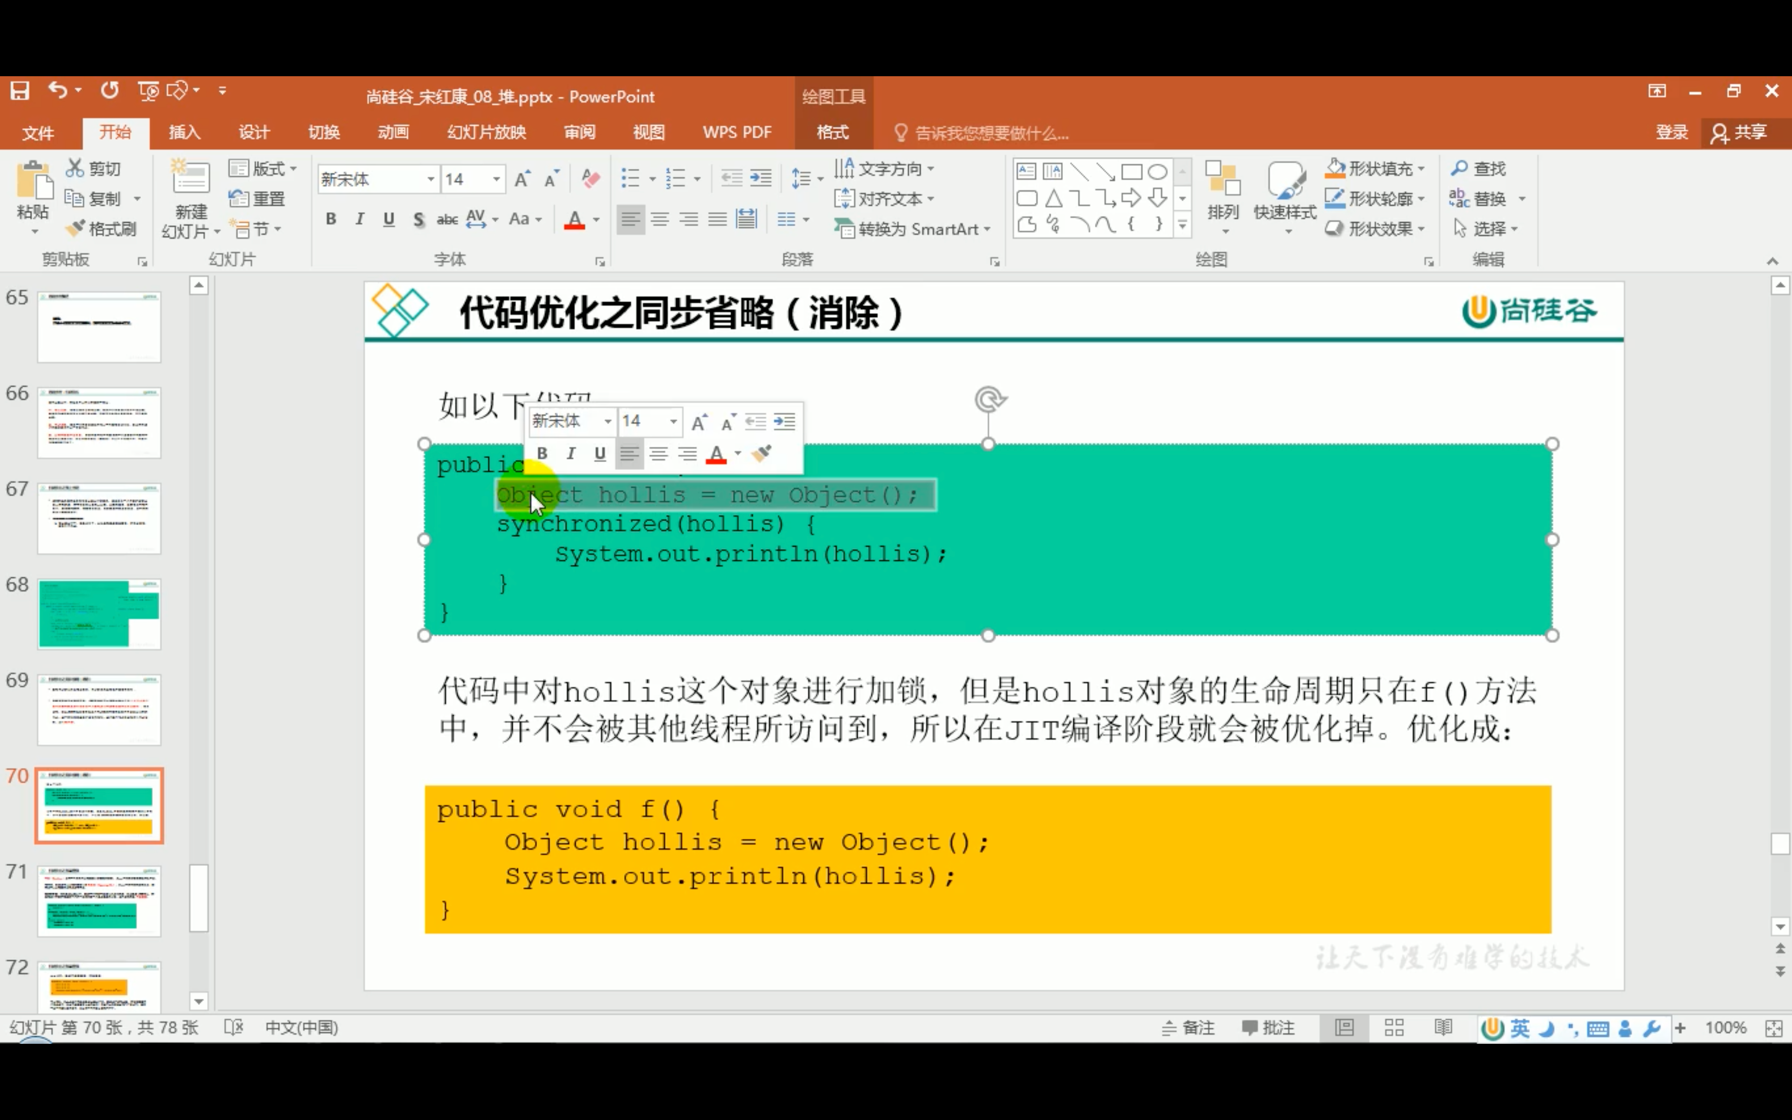 尚硅谷_宋红康_08_堆.pptx - PowerPoint
绘图工具
文件 开始 插入 设计 切换 动画 幻灯片放映 审阅 视图 WPS PDF 格式 告诉我您想要做什么... 登录 共享
粘贴 剪切 复制 格式刷
新建 幻灯片 版式 重置 节
新宋体 14
B I U S abc AV Aa A
文字方向 对齐文本 转换为 SmartArt
排列 快速样式 形状填充 形状轮廓 形状效果
查找 替换 选择
剪贴板 幻灯片 字体 段落 绘图 编辑
65
66
67
68
69
70
71
72
代码优化之同步省略（消除）
尚硅谷
如以下代码
新宋体 14
B I U A
public
Object hollis = new Object();
synchronized(hollis) {
System.out.println(hollis);
}
}
代码中对hollis这个对象进行加锁，但是hollis对象的生命周期只在f()方法
中，并不会被其他线程所访问到，所以在JIT编译阶段就会被优化掉。优化成：
public void f() {
Object hollis = new Object();
System.out.println(hollis);
}
让天下没有难学的技术
幻灯片 第 70 张，共 78 张 中文(中国) 备注 批注 英 100%